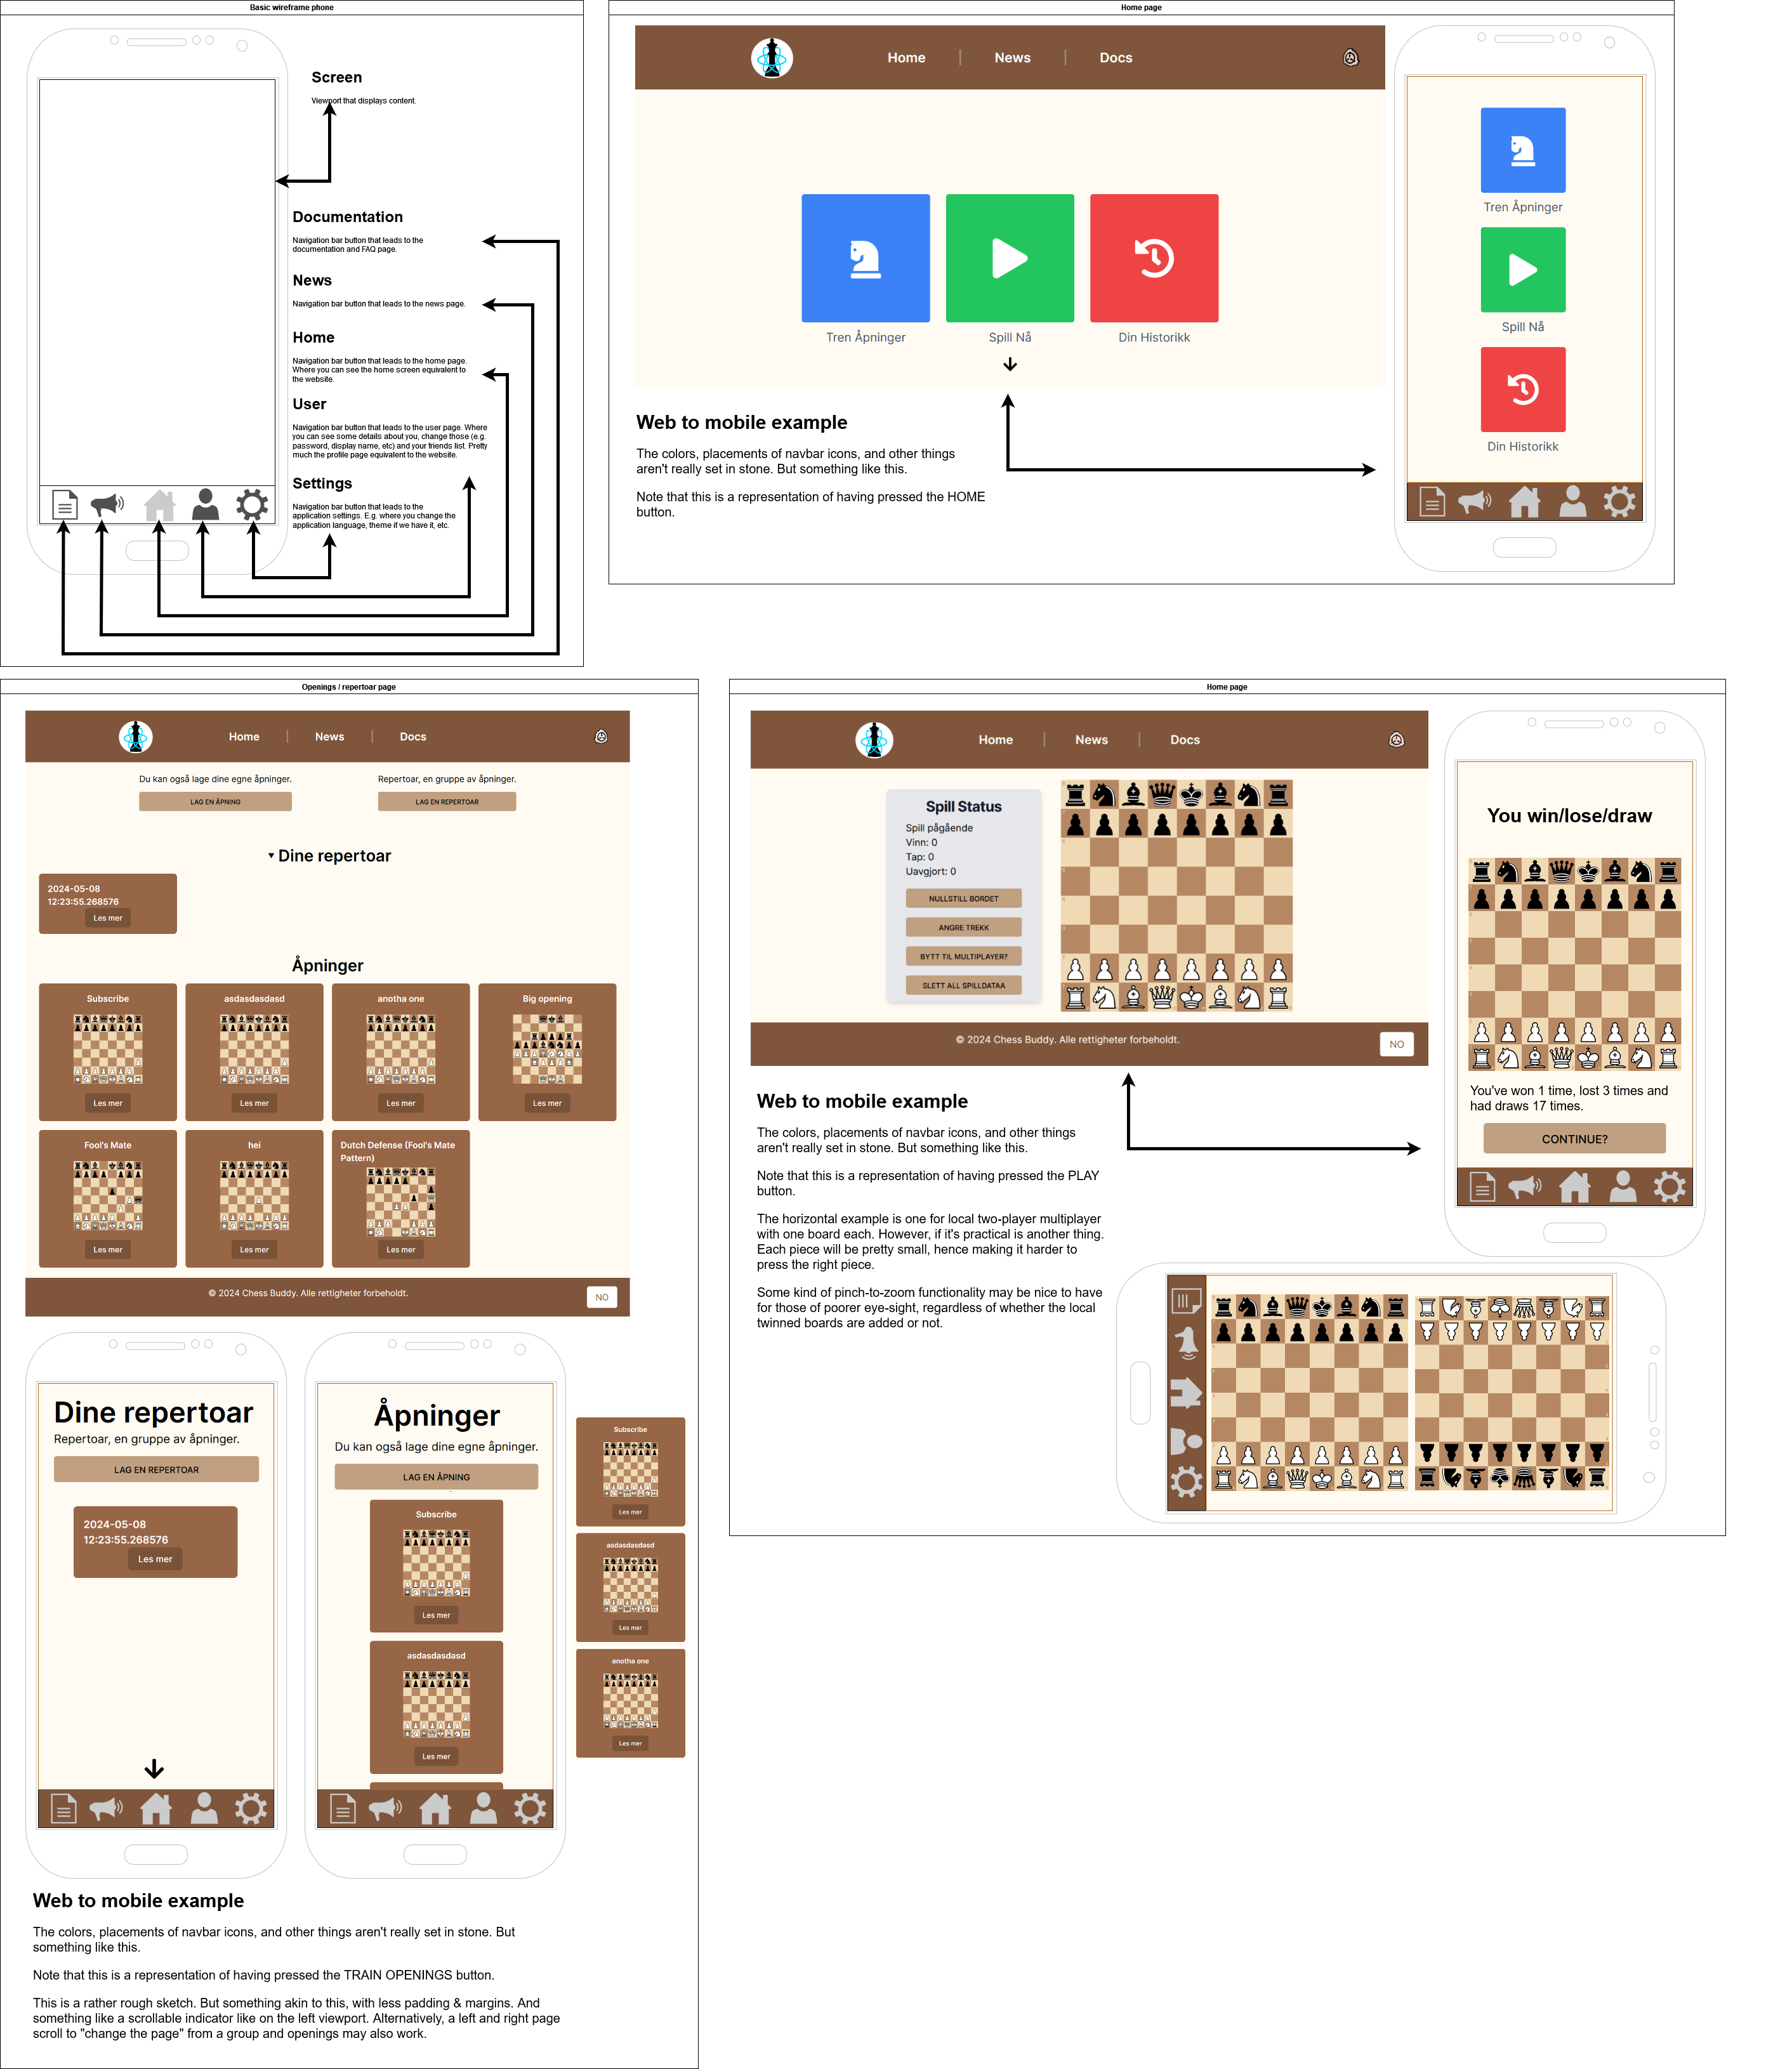 Basic wireframe phone
Screen
Viewport that displays content.
Documentation
Navigation bar button that leads to the
documentation and FAQ page.
News
Navigation bar button that leads to the news page.
Home
Navigation bar button that leads to the home page.
Where you can see the home screen equivalent to
the website.
User
Navigation bar button that leads to the user page. Where
you can see some details about you, change those (e.g.
password, display name, etc) and your friends list. Pretty
much the profile page equivalent to the website.
Settings
Navigation bar button that leads to the
application settings. E.g. where you change the
application language, theme if we have it, etc.
Home page
Home
News
Docs
Tren Åpninger
Spill Nå
Din Historikk
Tren Åpninger
Spill Nå
Din Historikk
Web to mobile example
The colors, placements of navbar icons, and other things
aren't really set in stone. But something like this.
Note that this is a representation of having pressed the HOME
button.
Openings / repertoar page
Home
News
Docs
Du kan også lage dine egne åpninger.
LAG EN ÅPNING
Repertoar, en gruppe av åpninger.
LAG EN REPERTOAR
Dine repertoar
2024-05-08
12:23:55.268576
Les mer
Åpninger
Subscribe
Les mer
asdasdasdasd
Les mer
anotha one
Les mer
Big opening
Les mer
Fool's Mate
Les mer
hei
Les mer
Dutch Defense (Fool's Mate
Pattern)
Les mer
© 2024 Chess Buddy. Alle rettigheter forbeholdt.
NO
Dine repertoar
Repertoar, en gruppe av åpninger.
LAG EN REPERTOAR
2024-05-08
12:23:55.268576
Les mer
Åpninger
Du kan også lage dine egne åpninger.
LAG EN ÅPNING
Subscribe
Les mer
asdasdasdasd
Les mer
Subscribe
Les mer
asdasdasdasd
Les mer
anotha one
Les mer
Web to mobile example
The colors, placements of navbar icons, and other things aren't really set in stone. But
something like this.
Note that this is a representation of having pressed the TRAIN OPENINGS button.
This is a rather rough sketch. But something akin to this, with less padding & margins. And
something like a scrollable indicator like on the left viewport. Alternatively, a left and right page
scroll to "change the page" from a group and openings may also work.
Home page
Home
News
Docs
Spill Status
Spill pågående
Vinn: 0
Tap: 0
Uavgjort: 0
NULLSTILL BORDET
ANGRE TREKK
BYTT TIL MULTIPLAYER?
SLETT ALL SPILLDATAA
© 2024 Chess Buddy. Alle rettigheter forbeholdt.
NO
You win/lose/draw
You've won 1 time, lost 3 times and
had draws 17 times.
CONTINUE?
Web to mobile example
The colors, placements of navbar icons, and other things
aren't really set in stone. But something like this.
Note that this is a representation of having pressed the PLAY
button.
The horizontal example is one for local two-player multiplayer
with one board each. However, if it's practical is another thing.
Each piece will be pretty small, hence making it harder to
press the right piece.
Some kind of pinch-to-zoom functionality may be nice to have
for those of poorer eye-sight, regardless of whether the local
twinned boards are added or not.